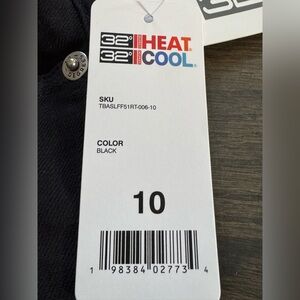 32° HEAT
32° COOL
SKU
TBASLFF51RT-006-10
COLOR
BLACK
10
1 98384 02773 4